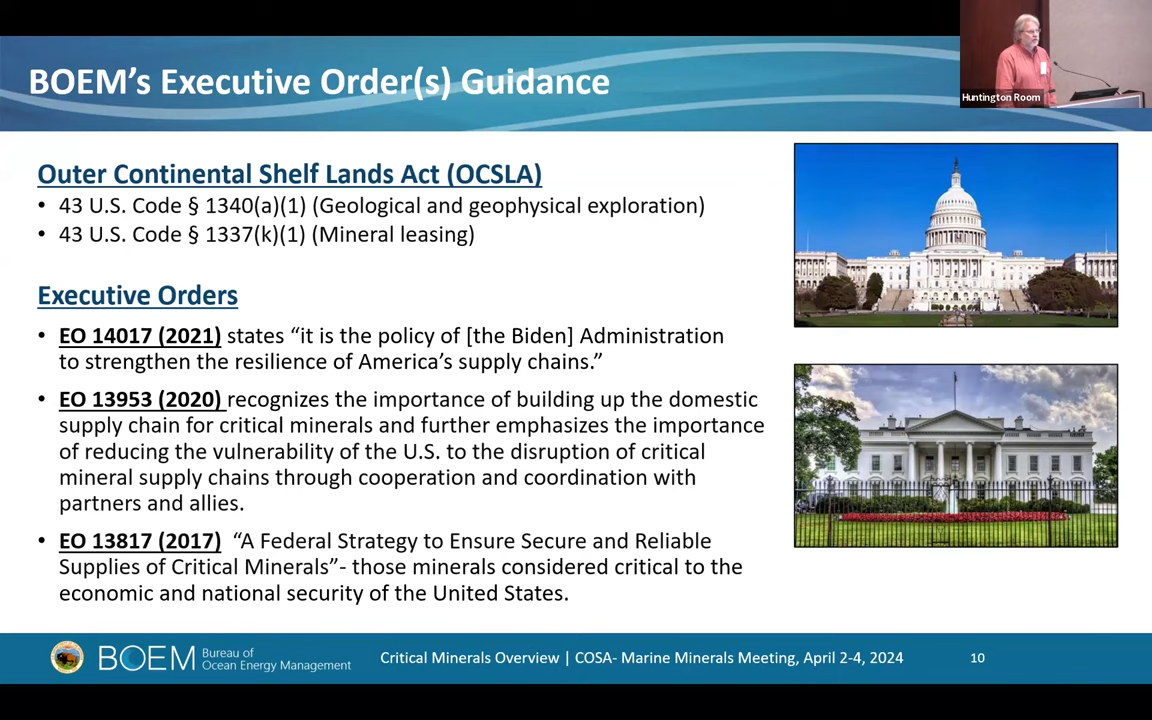 BOEM's Executive Order(s) Guidance
Huntington Room
Outer Continental Shelf Lands Act (OCSLA)
• 43 U.S. Code § 1340(a)(1) (Geological and geophysical exploration)
• 43 U.S. Code § 1337(k)(1) (Mineral leasing)
Executive Orders
• EO 14017 (2021) states “it is the policy of [the Biden] Administration
to strengthen the resilience of America’s supply chains.”
• EO 13953 (2020) recognizes the importance of building up the domestic
supply chain for critical minerals and further emphasizes the importance
of reducing the vulnerability of the U.S. to the disruption of critical
mineral supply chains through cooperation and coordination with
partners and allies.
• EO 13817 (2017) “A Federal Strategy to Ensure Secure and Reliable
Supplies of Critical Minerals”- those minerals considered critical to the
economic and national security of the United States.
BOEM
Bureau of
Ocean Energy Management
Critical Minerals Overview | COSA- Marine Minerals Meeting, April 2-4, 2024
10